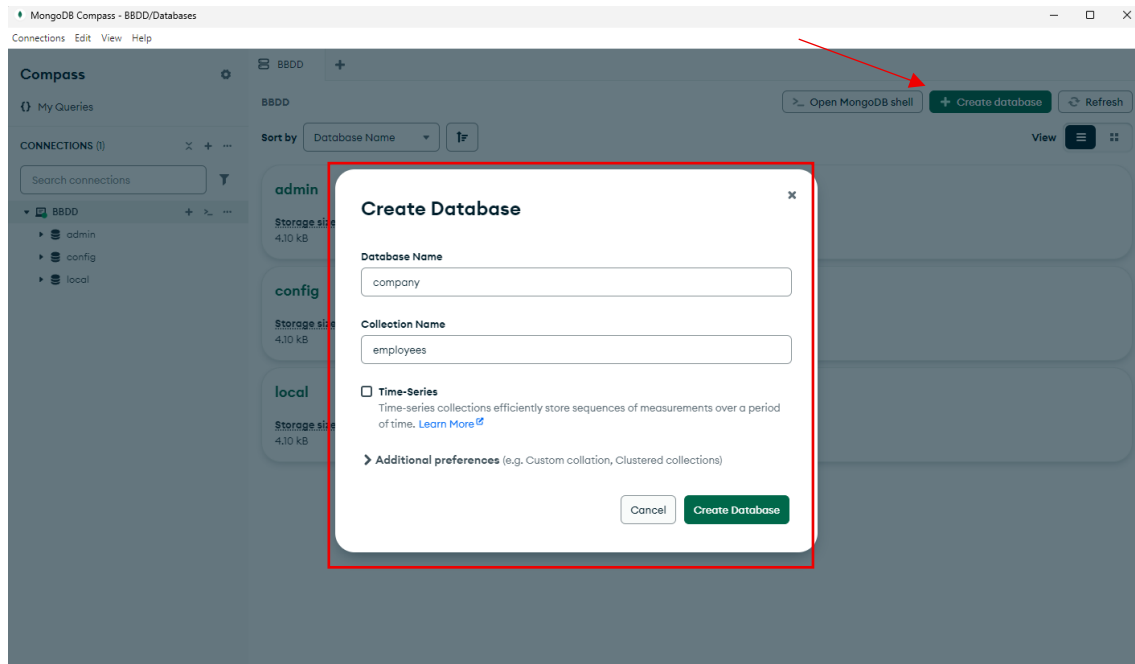 MongoDB Compass - BBDD/Databases
Connections Edit View Help
Compass
{} My Queries
CONNECTIONS (1)
Search connections
BBDD
admin
config
local
BBDD
BBDD
>_ Open MongoDB shell
+ Create database
Refresh
Sort by Database Name
View
admin
Storage size
4.10 kB
config
Storage size
4.10 kB
local
Storage size
4.10 kB
Create Database
Database Name
company
Collection Name
employees
Time-Series
Time-series collections efficiently store sequences of measurements over a period
of time. Learn More
Additional preferences (e.g. Custom collation, Clustered collections)
Cancel
Create Database